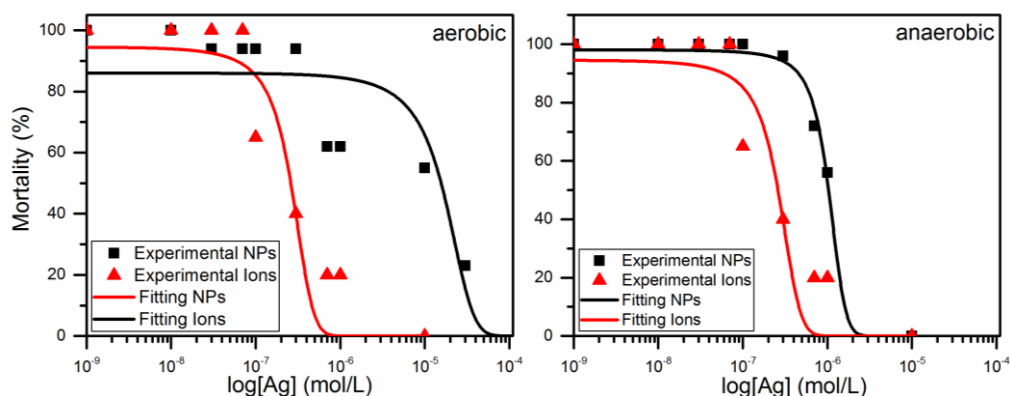 aerobic
Mortality (%)
100
80
60
40
20
0
Experimental NPs
Experimental Ions
Fitting NPs
Fitting Ions
10⁻⁹ 10⁻⁸ 10⁻⁷ 10⁻⁶ 10⁻⁵ 10⁻⁴
log[Ag] (mol/L)
anaerobic
100
80
60
40
20
0
Experimental NPs
Experimental Ions
Fitting NPs
Fitting Ions
10⁻⁹ 10⁻⁸ 10⁻⁷ 10⁻⁶ 10⁻⁵ 10⁻⁴
log[Ag] (mol/L)